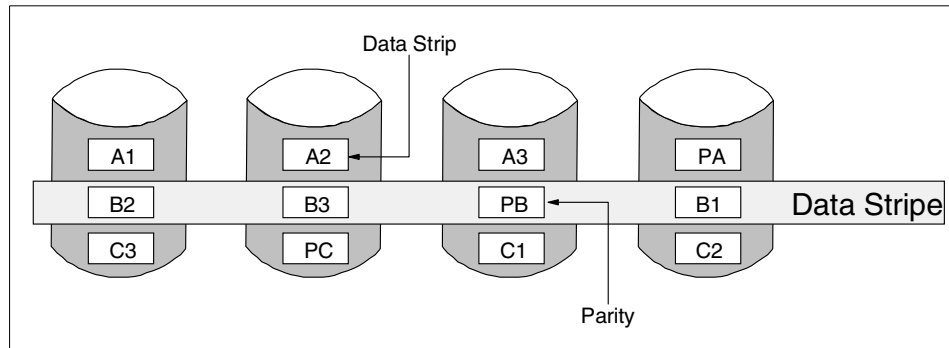 Data Strip
A1 A2 A3 PA
B2 B3 PB B1 Data Stripe
C3 PC C1 C2
Parity